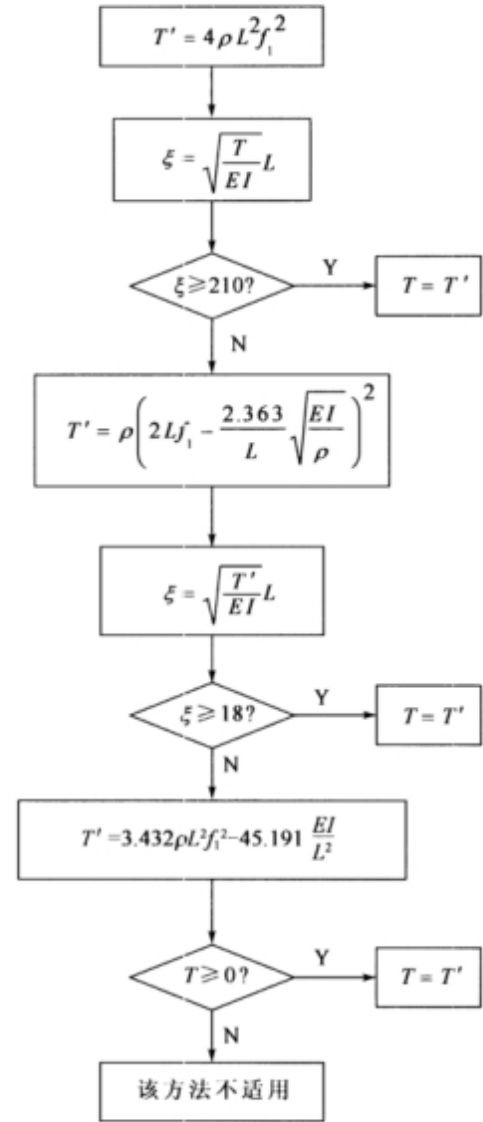 T′ = 4ρL²f₁²
ξ = √(T/EI) L
ξ≥210?
Y
T = T′
N
T′ = ρ(2Lf₁ - 2.363/L √(EI/ρ))²
ξ = √(T′/EI) L
ξ≥18?
Y
T = T′
N
T′ =3.432ρL²f₁²-45.191 EI/L²
T≥0?
Y
T = T′
N
该方法不适用